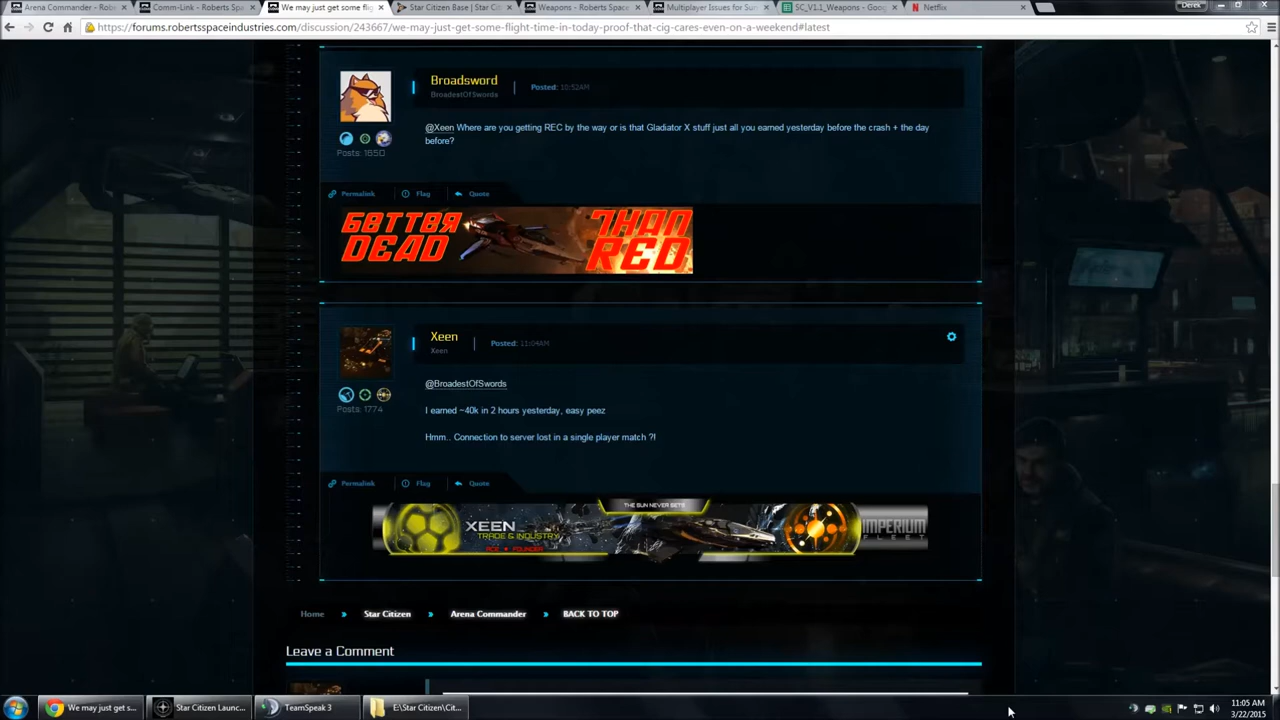 Arena Commander - Rob
Comm-Link - Roberts Spa
We may just get some flig
Star Citizen Base | Star Cit
Weapons - Roberts Space
Multiplayer Issues for Sun
SC_V1.1_Weapons - Goog
Netflix
Derek
https://forums.robertsspaceindustries.com/discussion/243667/we-may-just-get-some-flight-time-in-today-proof-that-cig-cares-even-on-a-weekend#latest
Broadsword
BroadestOfSwords
Posted: 10:52AM
Posts: 1650
@Xeen Where are you getting REC by the way or is that Gladiator X stuff just all you earned yesterday before the crash + the day
before?
Permalink Flag Quote
BETTER THAN
DEAD RED
Xeen
Xeen
Posted: 11:04AM
Posts: 1774
@BroadestOfSwords
I earned ~40k in 2 hours yesterday, easy peez
Hmm.. Connection to server lost in a single player match ?!
Permalink Flag Quote
THE SUN NEVER SETS
XEEN
TRADE & INDUSTRY
ACE ★ FOUNDER
IMPERIUM
FLEET
Home » Star Citizen » Arena Commander » BACK TO TOP
Leave a Comment
We may just get s...
Star Citizen Launc...
TeamSpeak 3
E:\Star Citizen\Cit...
11:05 AM
3/22/2015